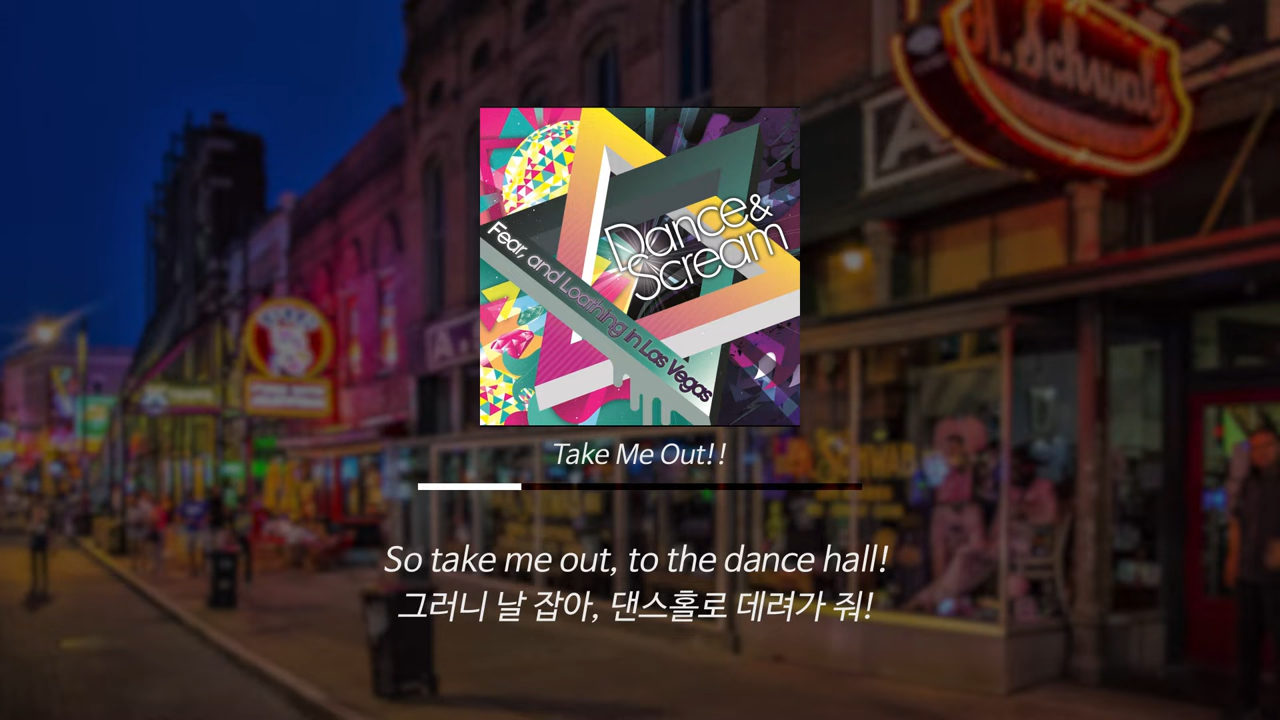 A. Schwab
A.
Dance &
Scream
Fear, and Loathing in Las Vegas
Take Me Out!!
So take me out, to the dance hall!
그러니 날 잡아, 댄스홀로 데려가 줘!